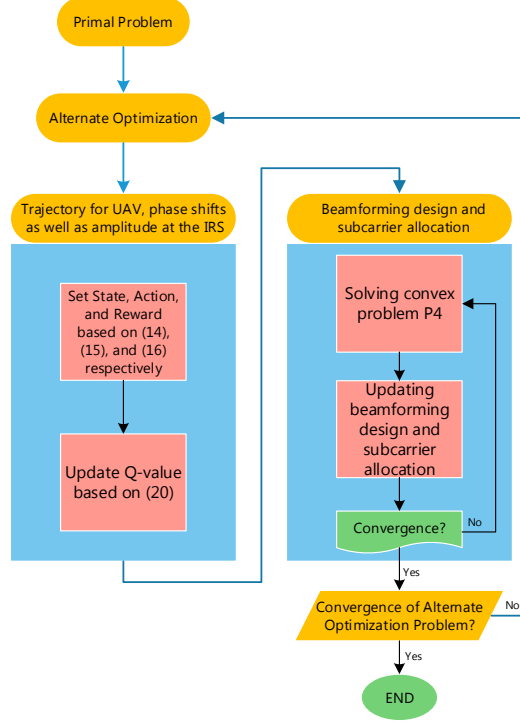 Primal Problem
Alternate Optimization
Trajectory for UAV, phase shifts
as well as amplitude at the IRS
Set State, Action,
and Reward
based on (14),
(15), and (16)
respectively
Update Q-value
based on (20)
Beamforming design and
subcarrier allocation
Solving convex
problem P4
Updating
beamforming
design and
subcarrier
allocation
Convergence?
No
Yes
Convergence of Alternate
Optimization Problem?
No
Yes
END